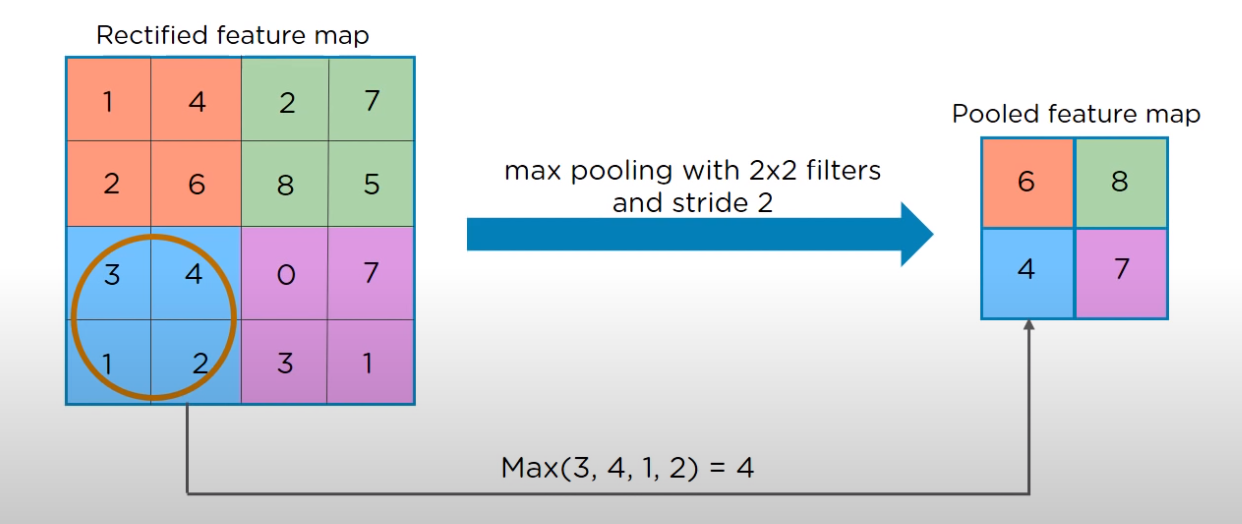 Rectified feature map
1 4 2 7
2 6 8 5
3 4 0 7
1 2 3 1
max pooling with 2x2 filters
and stride 2
Pooled feature map
6 8
4 7
Max(3, 4, 1, 2) = 4